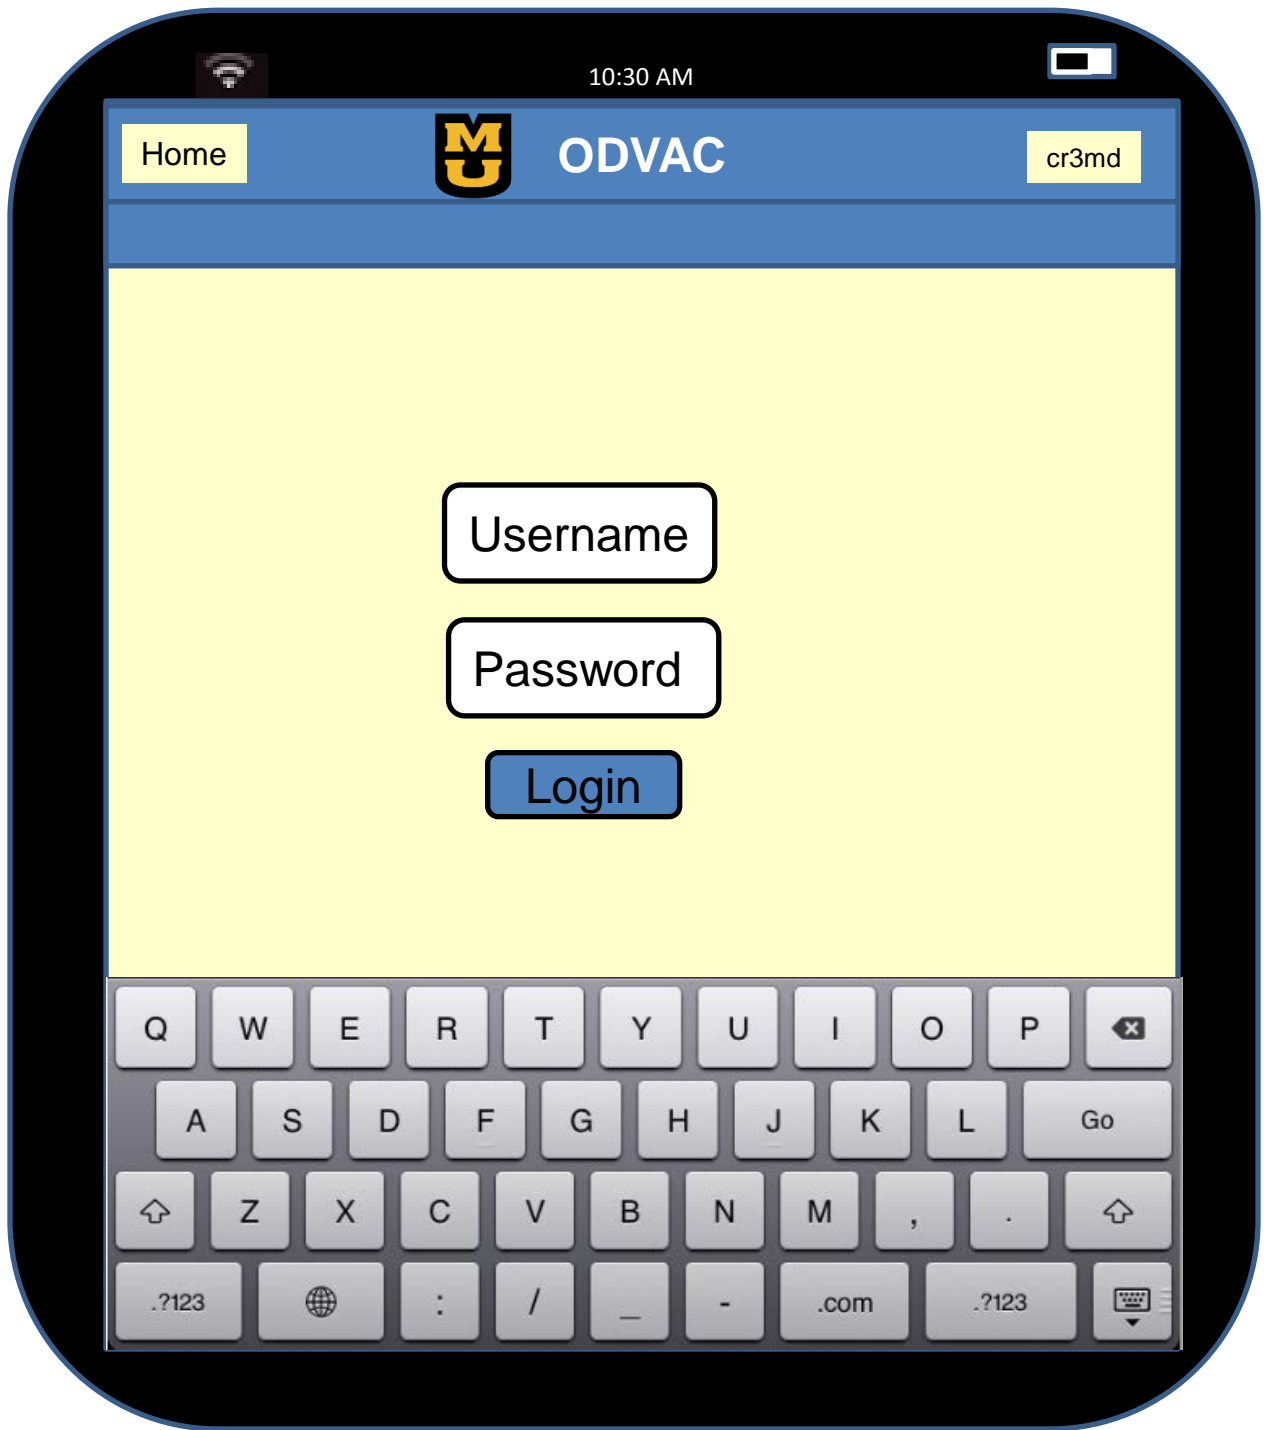 10:30 AM
Home MU ODVAC cr3md
Username
Password
Login
Q W E R T Y U I O P
A S D F G H J K L Go
Z X C V B N M , .
.?123 : / _ - .com .?123